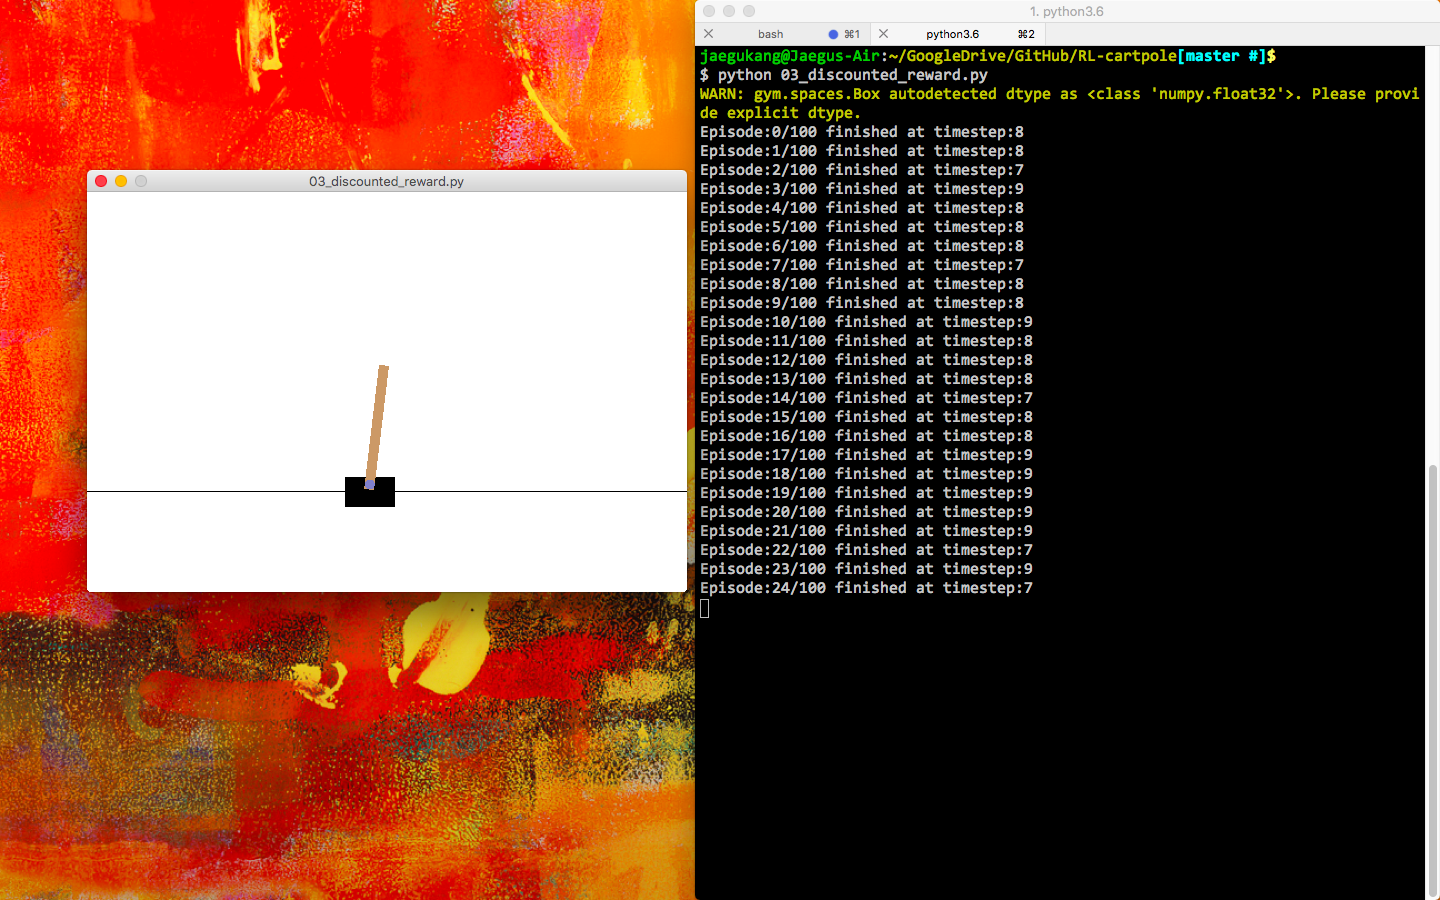 03_discounted_reward.py
1. python3.6
bash ⌘1 python3.6 ⌘2
jaegukang@Jaegus-Air:~/GoogleDrive/GitHub/RL-cartpole[master #]$
$ python 03_discounted_reward.py
WARN: gym.spaces.Box autodetected dtype as <class 'numpy.float32'>. Please provi
de explicit dtype.
Episode:0/100 finished at timestep:8
Episode:1/100 finished at timestep:8
Episode:2/100 finished at timestep:7
Episode:3/100 finished at timestep:9
Episode:4/100 finished at timestep:8
Episode:5/100 finished at timestep:8
Episode:6/100 finished at timestep:8
Episode:7/100 finished at timestep:7
Episode:8/100 finished at timestep:8
Episode:9/100 finished at timestep:8
Episode:10/100 finished at timestep:9
Episode:11/100 finished at timestep:8
Episode:12/100 finished at timestep:8
Episode:13/100 finished at timestep:8
Episode:14/100 finished at timestep:7
Episode:15/100 finished at timestep:8
Episode:16/100 finished at timestep:8
Episode:17/100 finished at timestep:9
Episode:18/100 finished at timestep:9
Episode:19/100 finished at timestep:9
Episode:20/100 finished at timestep:9
Episode:21/100 finished at timestep:9
Episode:22/100 finished at timestep:7
Episode:23/100 finished at timestep:9
Episode:24/100 finished at timestep:7